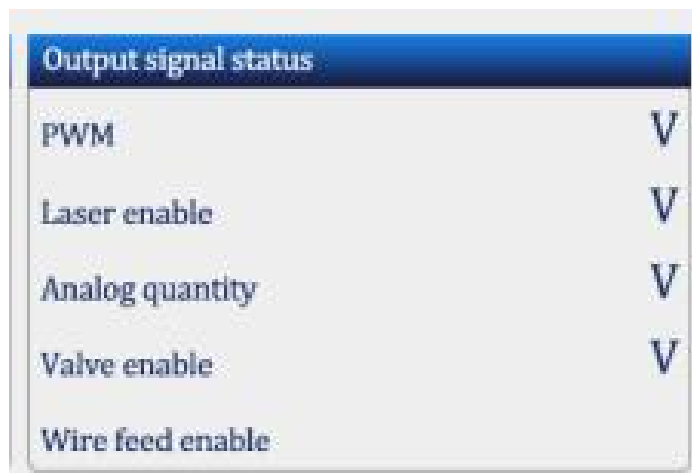 Output signal status
PWM V
Laser enable V
Analog quantity V
Valve enable V
Wire feed enable